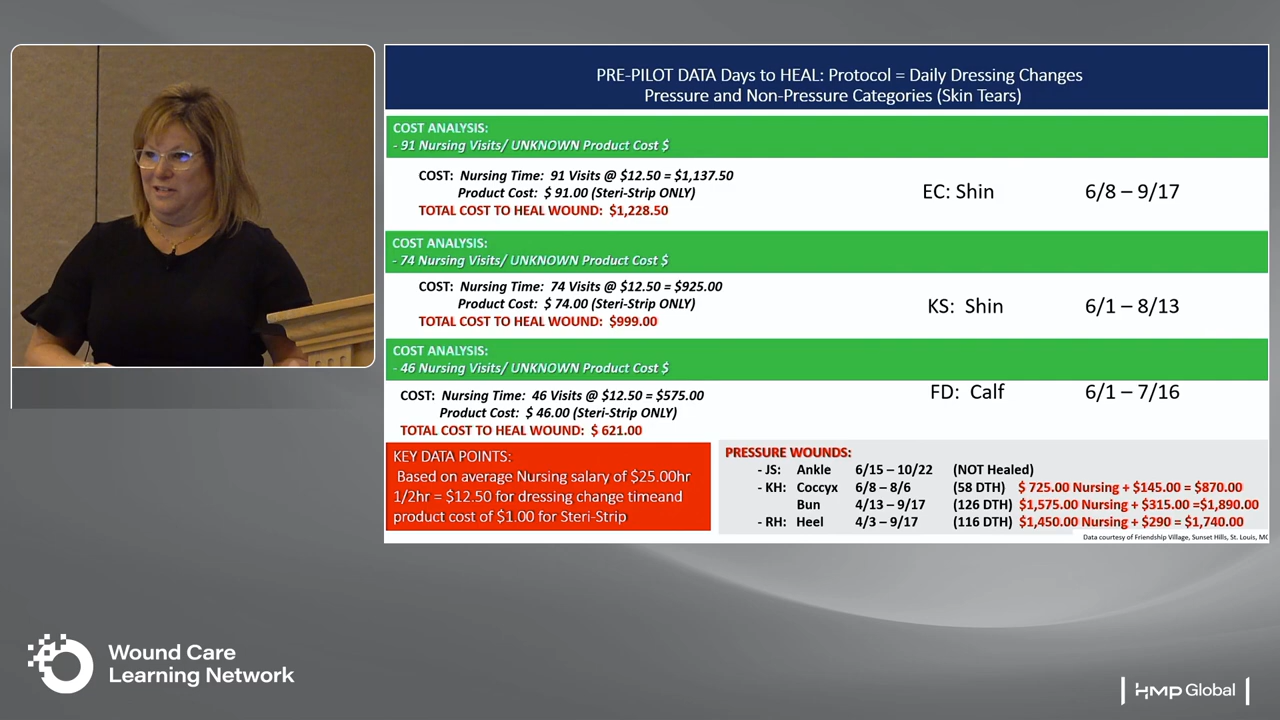 PRE-PILOT DATA Days to HEAL: Protocol = Daily Dressing Changes
Pressure and Non-Pressure Categories (Skin Tears)
COST ANALYSIS:
- 91 Nursing Visits/ UNKNOWN Product Cost $
COST: Nursing Time: 91 Visits @ $12.50 = $1,137.50
Product Cost: $ 91.00 (Steri-Strip ONLY)
TOTAL COST TO HEAL WOUND: $1,228.50
EC: Shin 6/8 – 9/17
COST ANALYSIS:
- 74 Nursing Visits/ UNKNOWN Product Cost $
COST: Nursing Time: 74 Visits @ $12.50 = $925.00
Product Cost: $ 74.00 (Steri-Strip ONLY)
TOTAL COST TO HEAL WOUND: $999.00
KS: Shin 6/1 – 8/13
COST ANALYSIS:
- 46 Nursing Visits/ UNKNOWN Product Cost $
COST: Nursing Time: 46 Visits @ $12.50 = $575.00
Product Cost: $ 46.00 (Steri-Strip ONLY)
TOTAL COST TO HEAL WOUND: $ 621.00
FD: Calf 6/1 – 7/16
KEY DATA POINTS:
Based on average Nursing salary of $25.00hr
1/2hr = $12.50 for dressing change timeand
product cost of $1.00 for Steri-Strip
PRESSURE WOUNDS:
- JS: Ankle 6/15 – 10/22 (NOT Healed)
- KH: Coccyx 6/8 – 8/6 (58 DTH) $ 725.00 Nursing + $145.00 = $870.00
Bun 4/13 – 9/17 (126 DTH) $1,575.00 Nursing + $315.00 =$1,890.00
- RH: Heel 4/3 – 9/17 (116 DTH) $1,450.00 Nursing + $290 = $1,740.00
Data courtesy of Friendship Village, Sunset Hills, St. Louis, MO
Wound Care
Learning Network
HMP Global